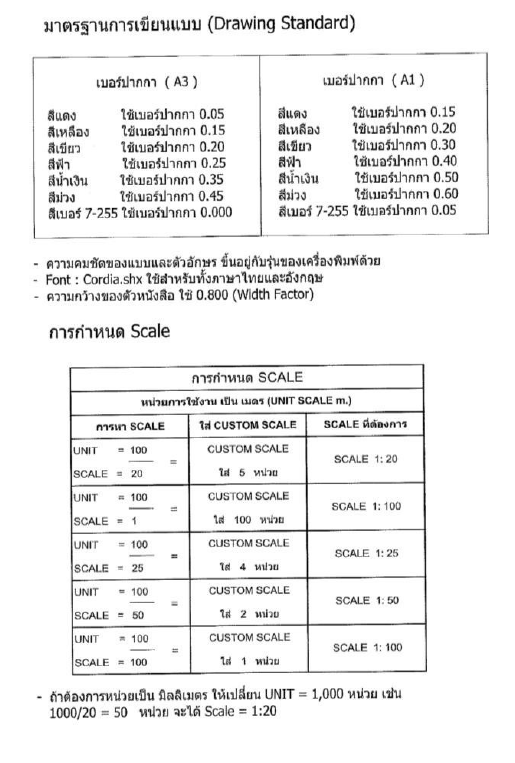 มาตรฐานการเขียนแบบ (Drawing Standard)
เบอร์ปากกา ( A3 )
สีแดง ใช้เบอร์ปากกา 0.05
สีเหลือง ใช้เบอร์ปากกา 0.15
สีเขียว ใช้เบอร์ปากกา 0.20
สีฟ้า ใช้เบอร์ปากกา 0.25
สีน้ำเงิน ใช้เบอร์ปากกา 0.35
สีม่วง ใช้เบอร์ปากกา 0.45
สีเบอร์ 7-255 ใช้เบอร์ปากกา 0.000
เบอร์ปากกา ( A1 )
สีแดง ใช้เบอร์ปากกา 0.15
สีเหลือง ใช้เบอร์ปากกา 0.20
สีเขียว ใช้เบอร์ปากกา 0.30
สีฟ้า ใช้เบอร์ปากกา 0.40
สีน้ำเงิน ใช้เบอร์ปากกา 0.50
สีม่วง ใช้เบอร์ปากกา 0.60
สีเบอร์ 7-255 ใช้เบอร์ปากกา 0.05
- ความคมชัดของแบบและตัวอักษร ขึ้นอยู่กับรุ่นของเครื่องพิมพ์ด้วย
- Font : Cordia.shx ใช้สำหรับทั้งภาษาไทยและอังกฤษ
- ความกว้างของตัวหนังสือ ใช้ 0.800 (Width Factor)
การกำหนด Scale
การกำหนด SCALE
หน่วยการใช้งาน เป็น เมตร (UNIT SCALE m.)
การหา SCALE ใส่ CUSTOM SCALE SCALE ที่ต้องการ
UNIT = 100 CUSTOM SCALE
= SCALE 1: 20
SCALE = 20 ใส่ 5 หน่วย
UNIT = 100 CUSTOM SCALE
= SCALE 1: 100
SCALE = 1 ใส่ 100 หน่วย
UNIT = 100 CUSTOM SCALE
= SCALE 1: 25
SCALE = 25 ใส่ 4 หน่วย
UNIT = 100 CUSTOM SCALE
= SCALE 1: 50
SCALE = 50 ใส่ 2 หน่วย
UNIT = 100 CUSTOM SCALE
= SCALE 1: 100
SCALE = 100 ใส่ 1 หน่วย
- ถ้าต้องการหน่วยเป็น มิลลิเมตร ให้เปลี่ยน UNIT = 1,000 หน่วย เช่น
1000/20 = 50 หน่วย จะได้ Scale = 1:20